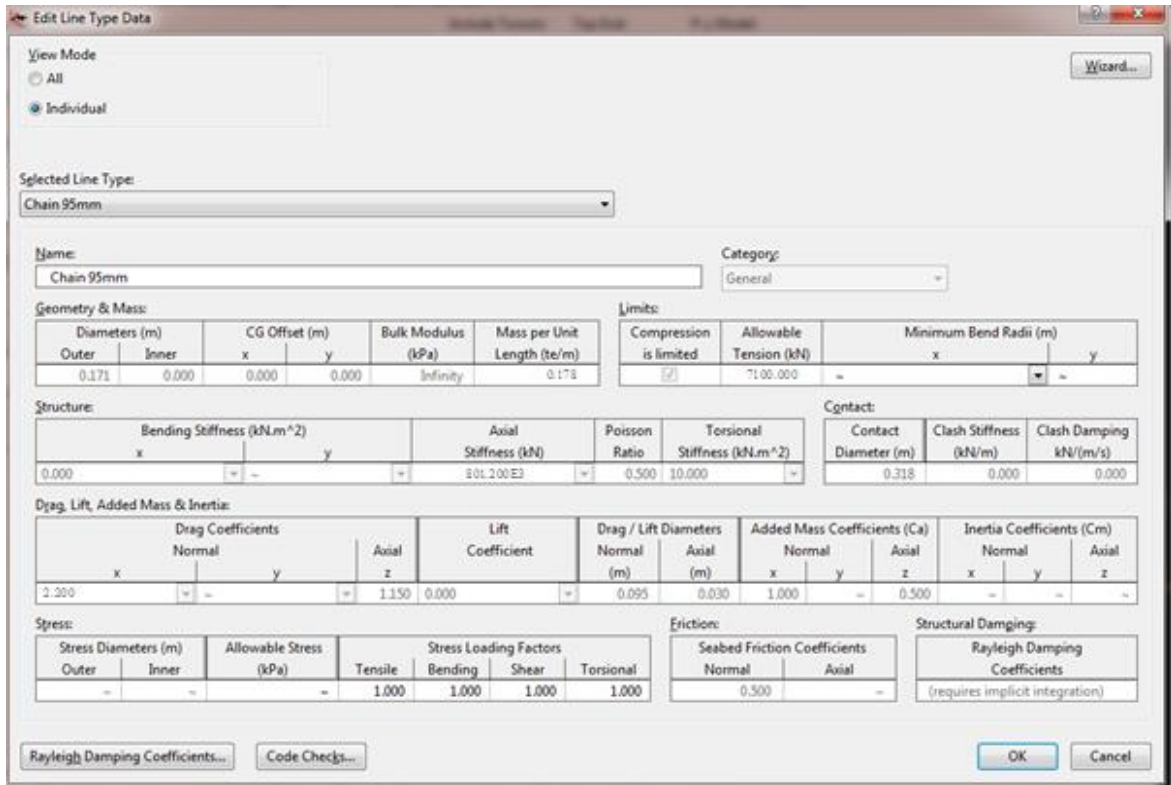 Edit Line Type Data
View Mode
All
Individual
Wizard...
Selected Line Type:
Chain 95mm
Name:
Chain 95mm
Category:
General
Geometry & Mass:
Diameters (m) CG Offset (m) Bulk Modulus Mass per Unit
Outer Inner x y (kPa) Length (te/m)
0.171 0.000 0.000 0.000 Infinity 0.178
Limits:
Compression Allowable Minimum Bend Radii (m)
is limited Tension (kN) x y
7100.000 ~ ~
Structure:
Bending Stiffness (kN.m^2) Axial Poisson Torsional
x y Stiffness (kN) Ratio Stiffness (kN.m^2)
0.000 ~ 801.200E3 0.500 10.000
Contact:
Contact Clash Stiffness Clash Damping
Diameter (m) (kN/m) kN/(m/s)
0.318 0.000 0.000
Drag, Lift, Added Mass & Inertia:
Drag Coefficients Lift Drag / Lift Diameters Added Mass Coefficients (Ca) Inertia Coefficients (Cm)
Normal Axial Coefficient Normal Axial Normal Axial Normal Axial
x y z (m) (m) x y z x y z
2.200 ~ 1.150 0.000 0.095 0.030 1.000 ~ 0.500 ~ ~ ~
Stress:
Stress Diameters (m) Allowable Stress Stress Loading Factors
Outer Inner (kPa) Tensile Bending Shear Torsional
~ ~ ~ 1.000 1.000 1.000 1.000
Friction:
Seabed Friction Coefficients
Normal Axial
0.500 ~
Structural Damping:
Rayleigh Damping
Coefficients
(requires implicit integration)
Rayleigh Damping Coefficients... Code Checks... OK Cancel